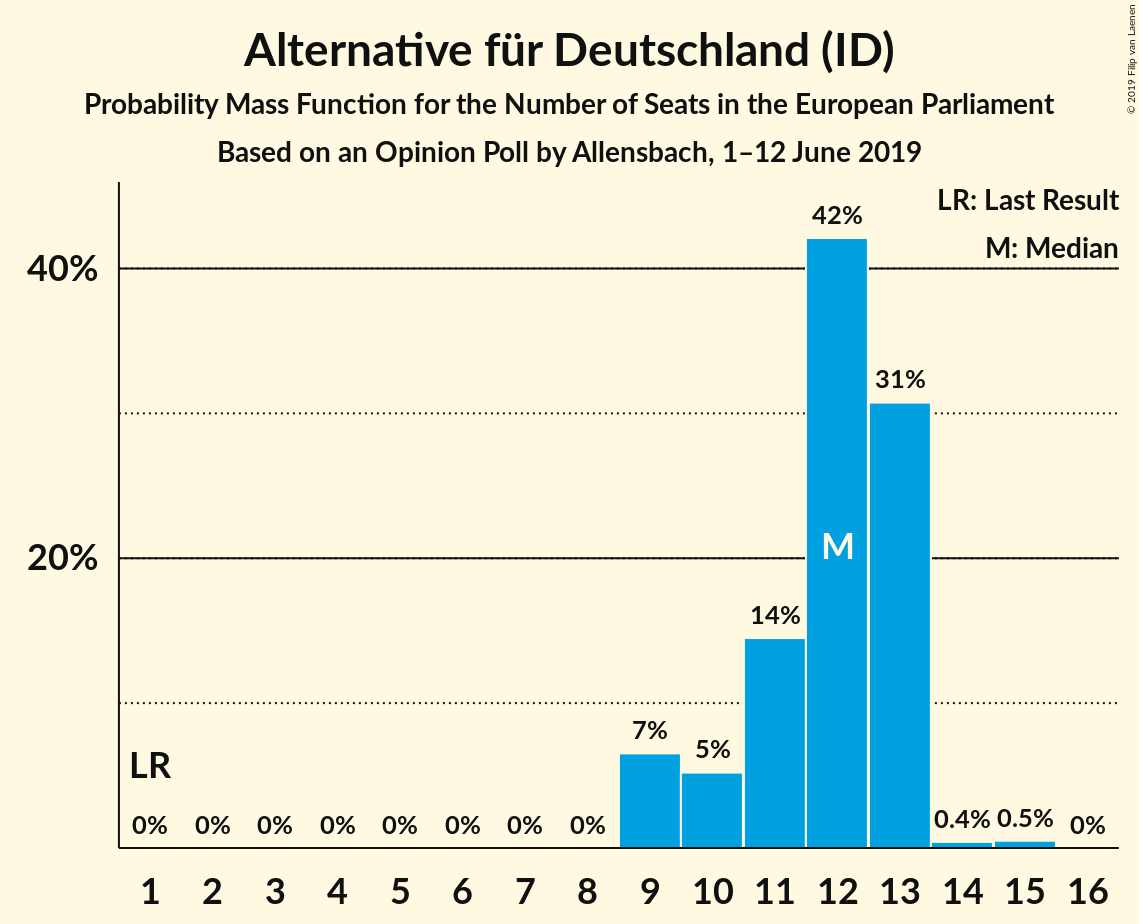 Alternative für Deutschland (ID)
Probability Mass Function for the Number of Seats in the European Parliament
Based on an Opinion Poll by Allensbach, 1–12 June 2019
© 2019 Filip van Laenen
LR: Last Result
M: Median
40%
20%
42%
31%
14%
7%
5%
0.4%
0.5%
0%
M
LR
0%
0%
0%
0%
0%
0%
0%
0%
1 2 3 4 5 6 7 8 9 10 11 12 13 14 15 16